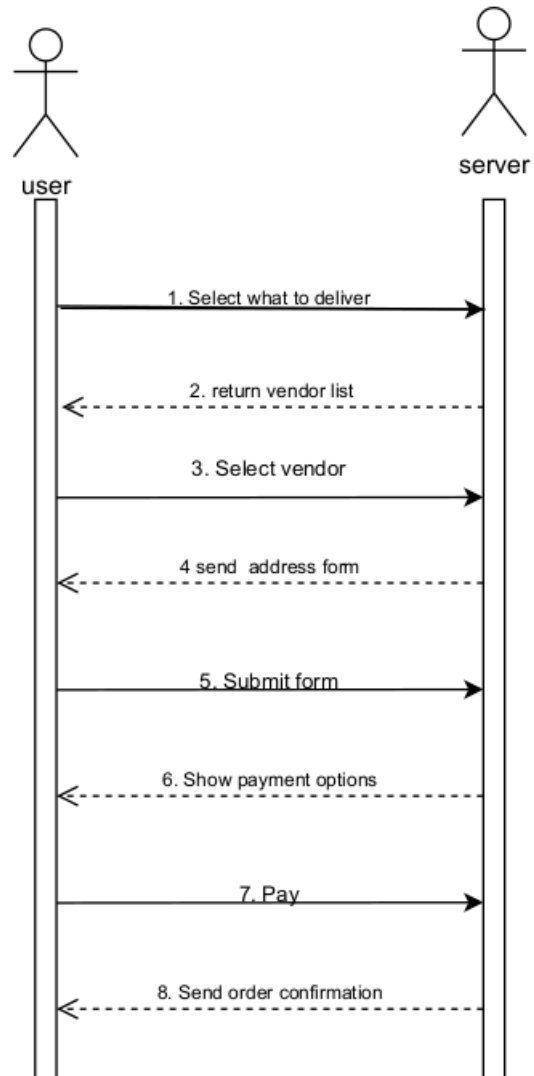 user
server
1. Select what to deliver
2. return vendor list
3. Select vendor
4 send address form
5. Submit form
6. Show payment options
7. Pay
8. Send order confirmation